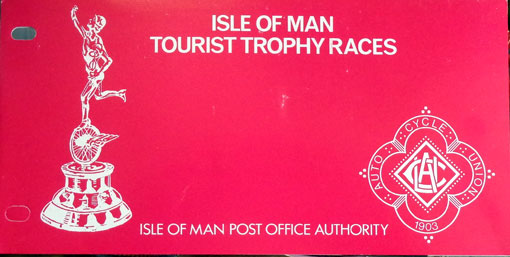 ISLE OF MAN
TOURIST TROPHY RACES
AUTO CYCLE UNION
ACU
1903
ISLE OF MAN POST OFFICE AUTHORITY